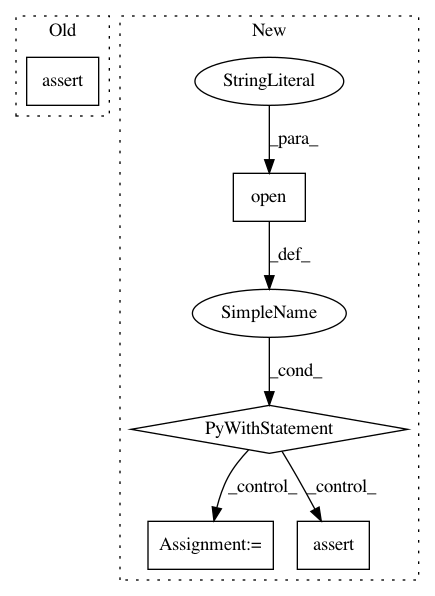 Old
New
assert
StringLiteral
_para_
open
_def_
SimpleName
_cond_
PyWithStatement
_control_
_control_
Assignment:=
assert